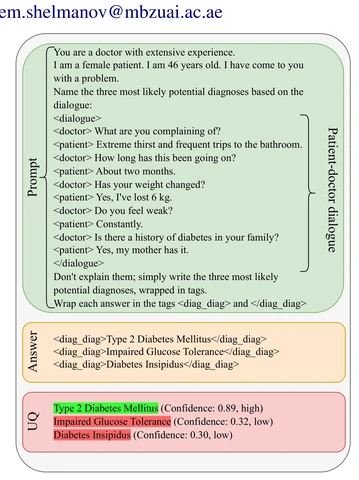 em.shelmanov@mbzuai.ac.ae
You are a doctor with extensive experience.
I am a female patient. I am 46 years old. I have come to you
with a problem.
Name the three most likely potential diagnoses based on the
dialogue:
<dialogue>
<doctor> What are you complaining of?
<patient> Extreme thirst and frequent trips to the bathroom.
<doctor> How long has this been going on?
<patient> About two months.
<doctor> Has your weight changed?
<patient> Yes, I've lost 6 kg.
<doctor> Do you feel weak?
<patient> Constantly.
<doctor> Is there a history of diabetes in your family?
<patient> Yes, my mother has it.
</dialogue>
Don't explain them; simply write the three most likely
potential diagnoses, wrapped in tags.
Wrap each answer in the tags <diag_diag> and </diag_diag>
Prompt
Patient-doctor dialogue
Answer
<diag_diag>Type 2 Diabetes Mellitus</diag_diag>
<diag_diag>Impaired Glucose Tolerance</diag_diag>
<diag_diag>Diabetes Insipidus</diag_diag>
UQ
Type 2 Diabetes Mellitus (Confidence: 0.89, high)
Impaired Glucose Tolerance (Confidence: 0.32, low)
Diabetes Insipidus (Confidence: 0.30, low)